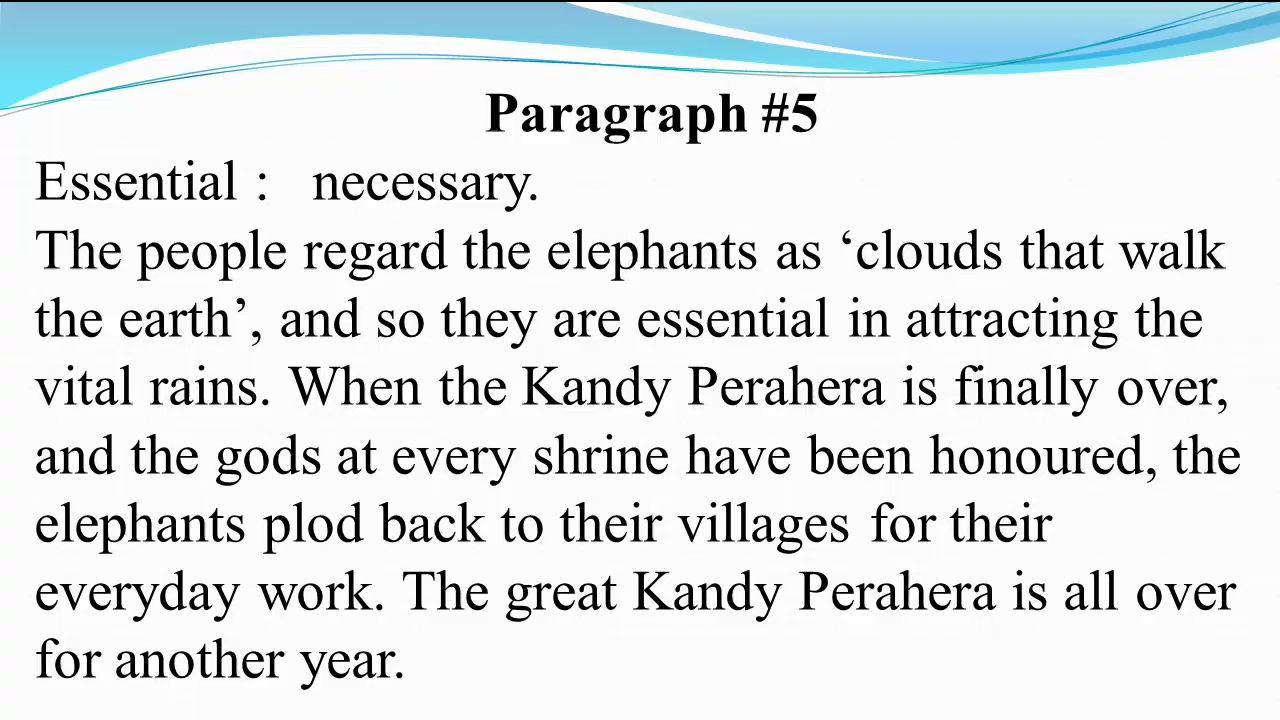 Paragraph #5
Essential :   necessary.
The people regard the elephants as ‘clouds that walk
the earth’, and so they are essential in attracting the
vital rains. When the Kandy Perahera is finally over,
and the gods at every shrine have been honoured, the
elephants plod back to their villages for their
everyday work. The great Kandy Perahera is all over
for another year.